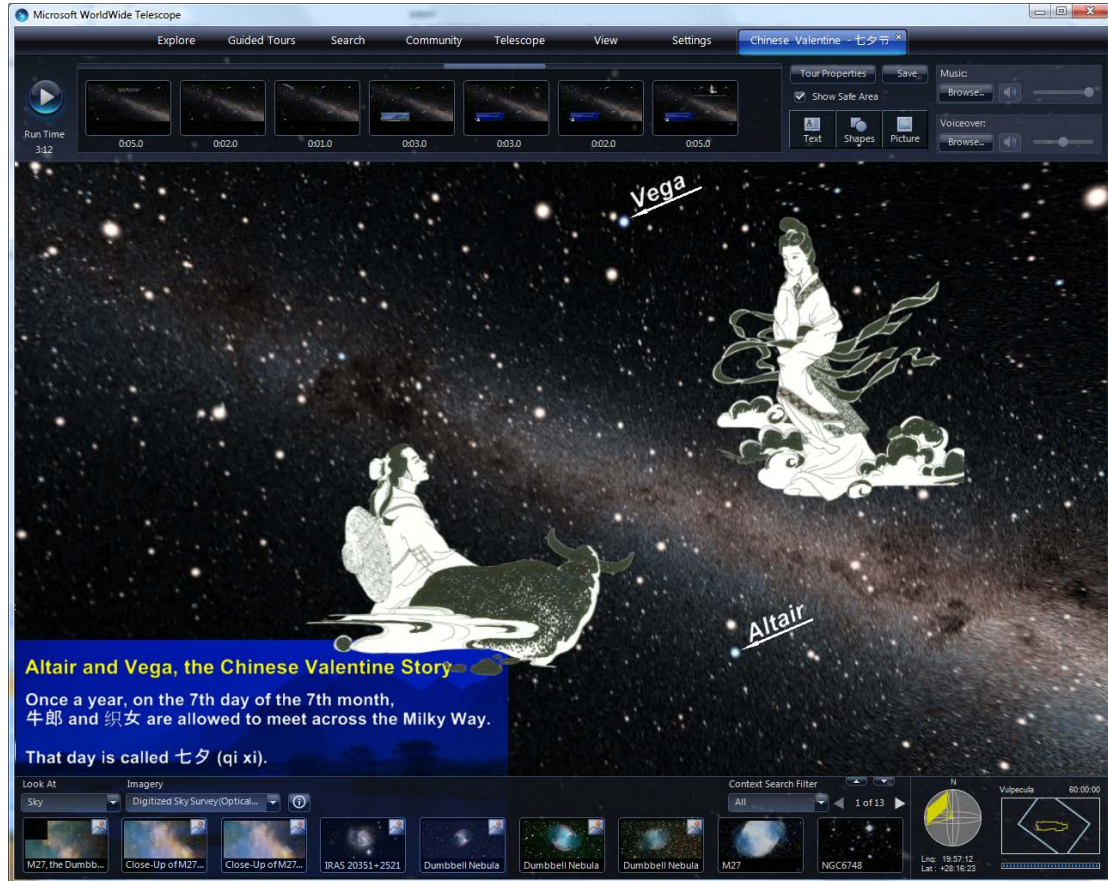 Microsoft WorldWide Telescope
Explore
Guided Tours
Search
Community
Telescope
View
Settings
Chinese Valentine - 七夕节
Run Time
3:12
0:05.0
0:02.0
0:01.0
0:03.0
0:03.0
0:02.0
0:05.0
Tour Properties
Save
Show Safe Area
Text
Shapes
Picture
Music:
Browse...
Voiceover:
Browse...
Vega
Altair
Altair and Vega, the Chinese Valentine Story
Once a year, on the 7th day of the 7th month,
牛郎 and 织女 are allowed to meet across the Milky Way.
That day is called 七夕 (qi xi).
Look At
Sky
Imagery
Digitized Sky Survey(Optical...
Context Search Filter
All
1 of 13
M27, the Dumbb...
Close-Up of M27...
Close-Up of M27...
IRAS 20351+2521
Dumbbell Nebula
Dumbbell Nebula
Dumbbell Nebula
M27
NGC6748
N
Lng: 19:57:12
Lat: +28:16:23
Vulpecula
60:00:00